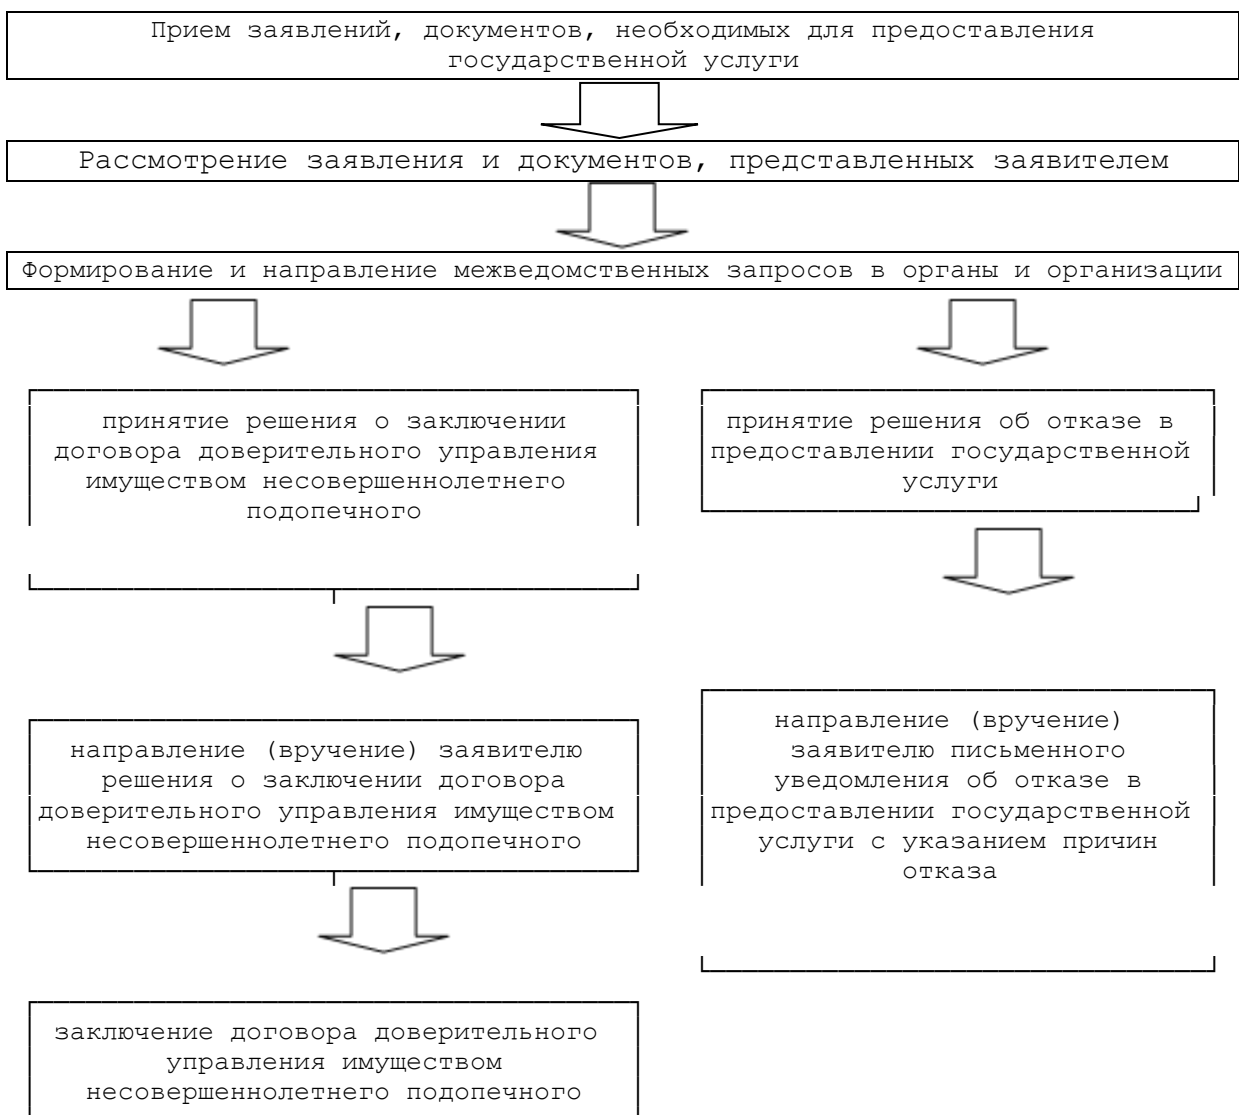 Прием заявлений, документов, необходимых для предоставления
государственной услуги
Рассмотрение заявления и документов, представленных заявителем
Формирование и направление межведомственных запросов в органы и организации
принятие решения о заключении
договора доверительного управления
имуществом несовершеннолетнего
подопечного
принятие решения об отказе в
предоставлении государственной
услуги
направление (вручение) заявителю
решения о заключении договора
доверительного управления имуществом
несовершеннолетнего подопечного
направление (вручение)
заявителю письменного
уведомления об отказе в
предоставлении государственной
услуги с указанием причин
отказа
заключение договора доверительного
управления имуществом
несовершеннолетнего подопечного